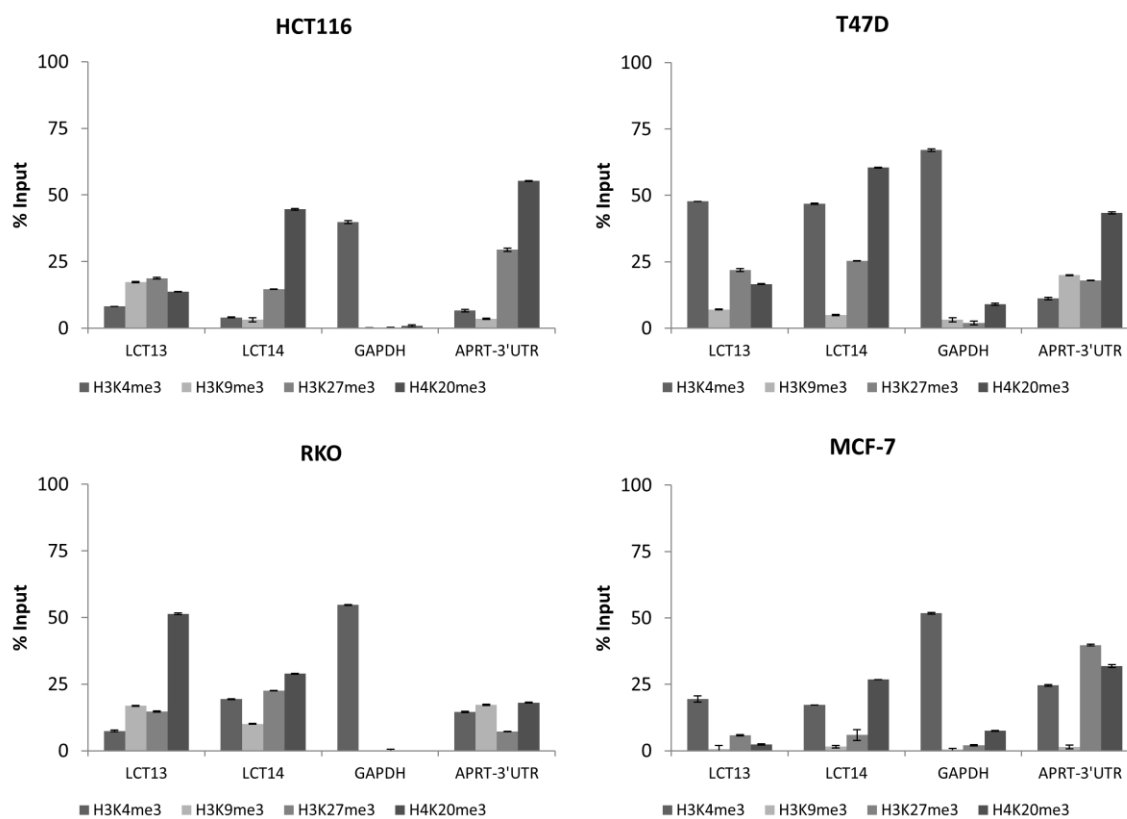 HCT116
% Input
100
75
50
25
0
LCT13 LCT14 GAPDH APRT-3'UTR
H3K4me3 H3K9me3 H3K27me3 H4K20me3
T47D
% Input
100
75
50
25
0
LCT13 LCT14 GAPDH APRT-3'UTR
H3K4me3 H3K9me3 H3K27me3 H4K20me3
RKO
% Input
100
75
50
25
0
LCT13 LCT14 GAPDH APRT-3'UTR
H3K4me3 H3K9me3 H3K27me3 H4K20me3
MCF-7
% Input
100
75
50
25
0
LCT13 LCT14 GAPDH APRT-3'UTR
H3K4me3 H3K9me3 H3K27me3 H4K20me3